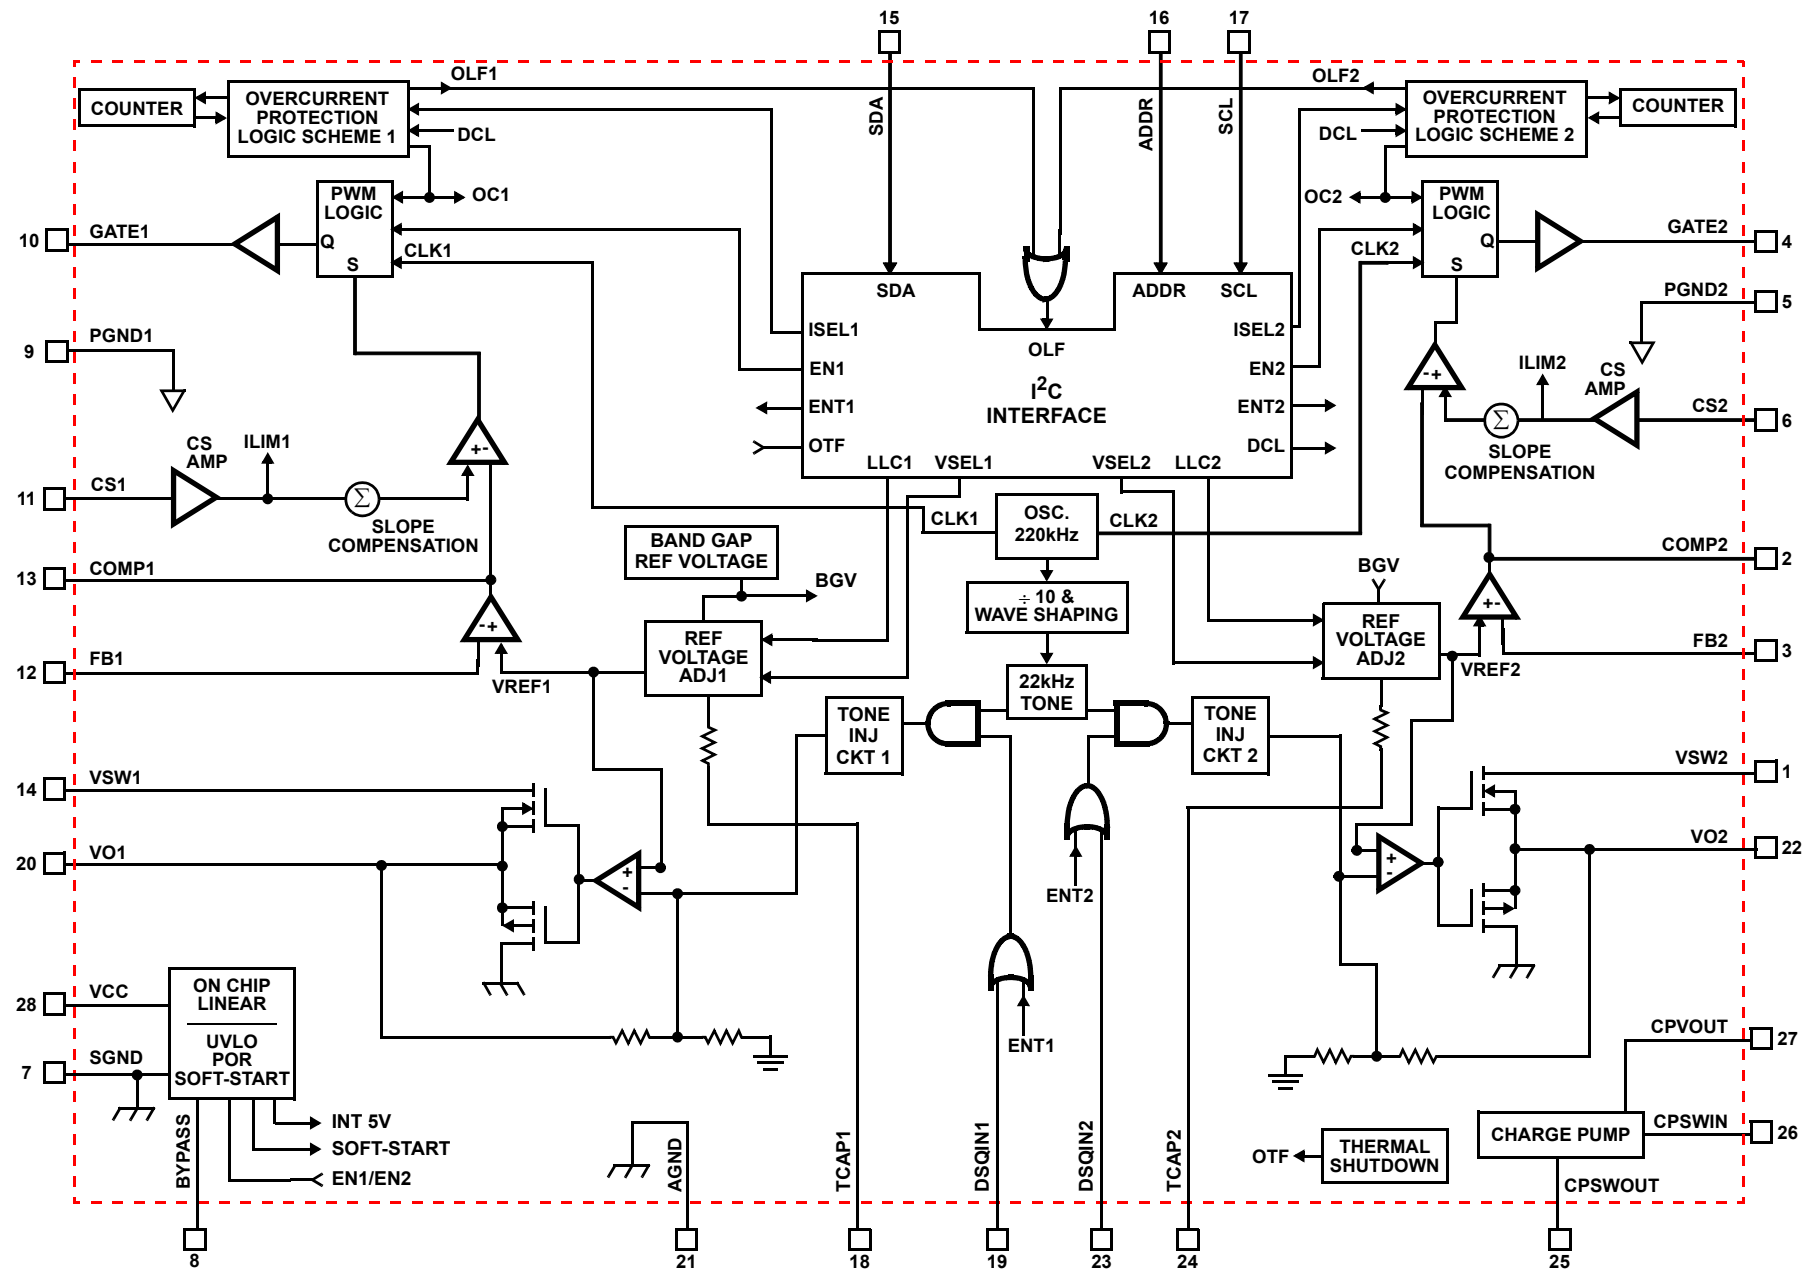 15
16
17
OLF1
OLF2
COUNTER
OVERCURRENT
PROTECTION
LOGIC SCHEME 1
DCL
SDA
ADDR
SCL
DCL
OVERCURRENT
PROTECTION
LOGIC SCHEME 2
COUNTER
PWM
LOGIC
Q
S
OC1
CLK1
OC2
CLK2
PWM
LOGIC
Q
S
10
GATE1
GATE2
4
9
PGND1
PGND2
5
SDA
ADDR
SCL
ISEL1
EN1
ENT1
OTF
OLF
I2C
INTERFACE
ISEL2
EN2
ENT2
DCL
LLC1
VSEL1
VSEL2
LLC2
- +
ILIM2
CS
AMP
CS2
6
Σ
SLOPE
COMPENSATION
CS
AMP
ILIM1
+ -
11
CS1
Σ
SLOPE
COMPENSATION
CLK1
OSC.
220kHz
CLK2
BAND GAP
REF VOLTAGE
BGV
÷ 10 &
WAVE SHAPING
BGV
13
COMP1
COMP2
2
- +
+ -
12
FB1
VREF1
REF
VOLTAGE
ADJ1
22kHz
TONE
REF
VOLTAGE
ADJ2
VREF2
FB2
3
TONE
INJ
CKT 1
TONE
INJ
CKT 2
14
VSW1
VSW2
1
20
VO1
+
-
+
-
VO2
22
ENT2
ENT1
28
VCC
ON CHIP
LINEAR
UVLO
POR
SOFT-START
7
SGND
CPVOUT
27
INT 5V
SOFT-START
EN1/EN2
BYPASS
AGND
TCAP1
DSQIN1
DSQIN2
TCAP2
OTF
THERMAL
SHUTDOWN
CHARGE PUMP
CPSWIN
26
CPSWOUT
8
21
18
19
23
24
25